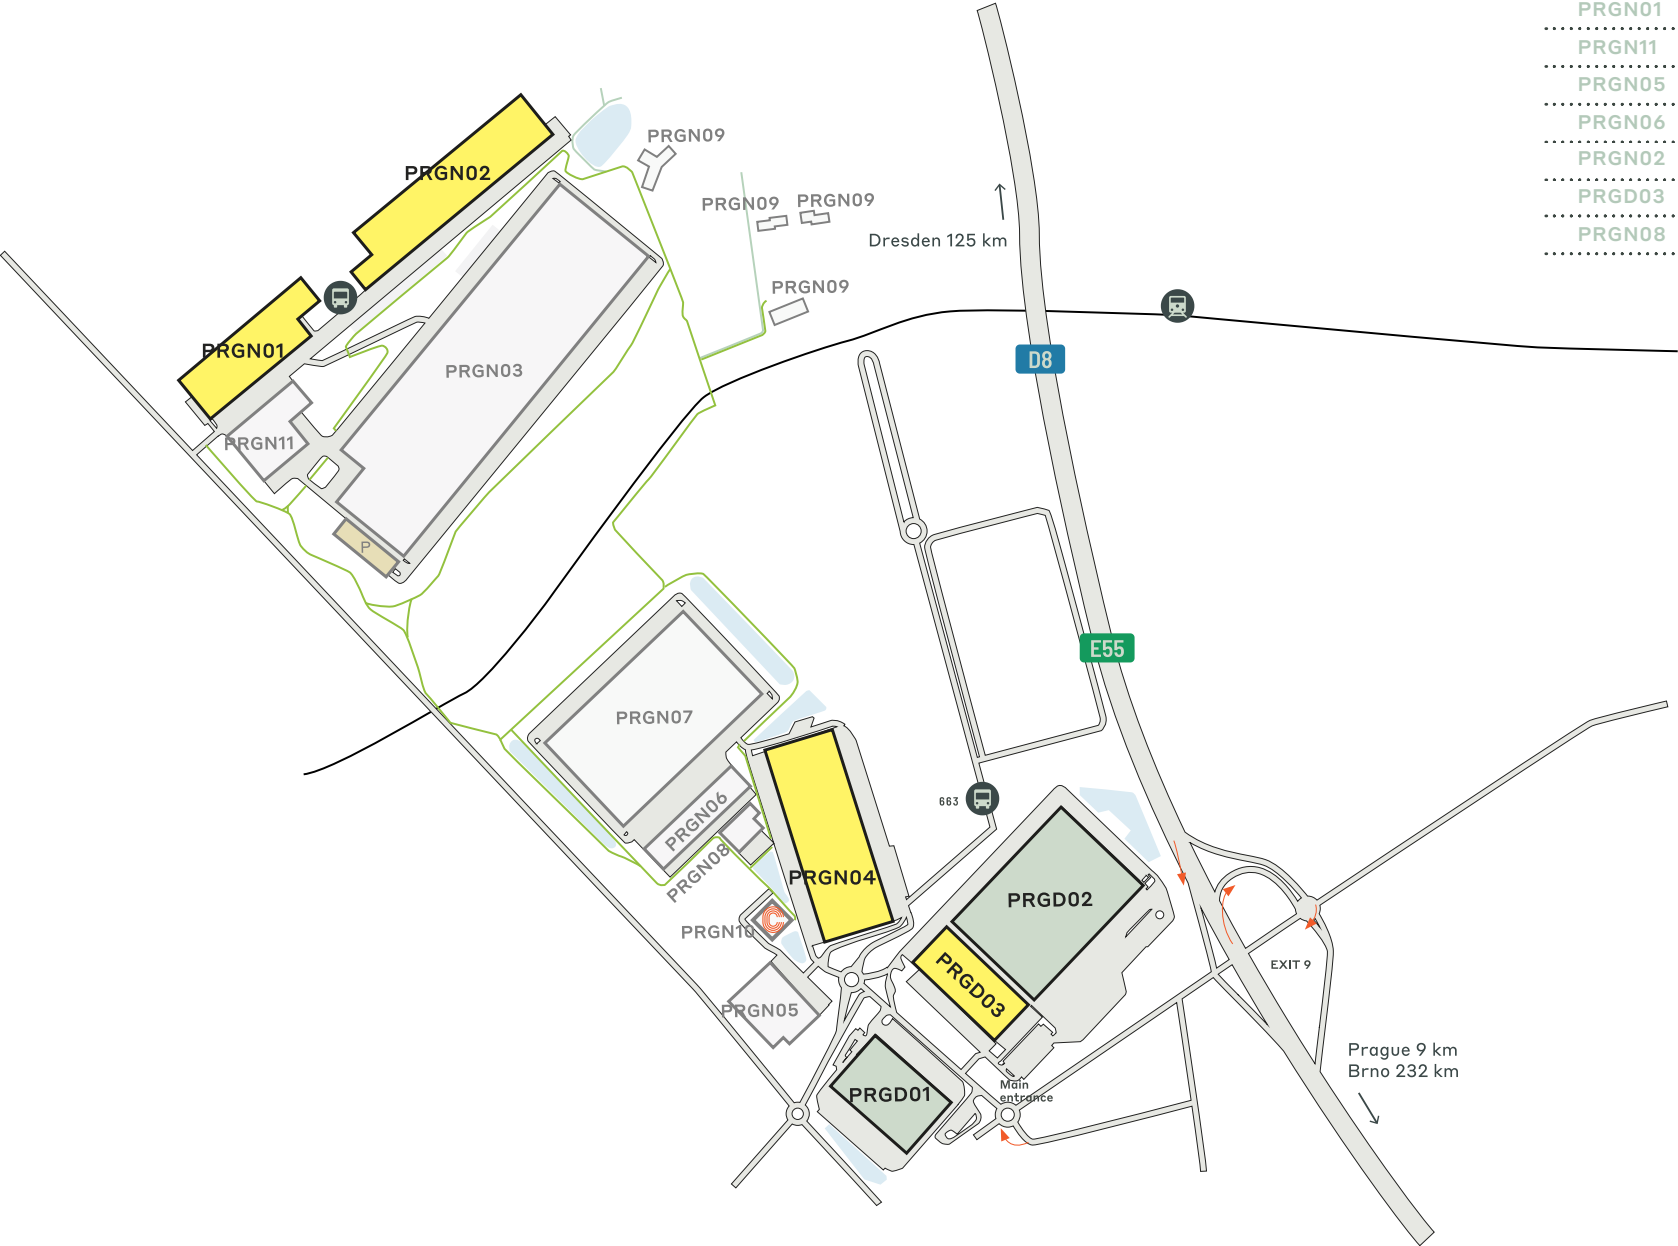 PRGN01
PRGN11
PRGN05
PRGN06
PRGN02
PRGD03
PRGN08
PRGN09
PRGN02
PRGN09
PRGN09
Dresden 125 km
PRGN09
PRGN01
D8
PRGN03
PRGN11
P
E55
PRGN07
663
PRGN06
PRGN08
PRGN04
PRGD02
PRGN10
EXIT 9
PRGD03
PRGN05
Prague 9 km
Brno 232 km
Main
entrance
PRGD01